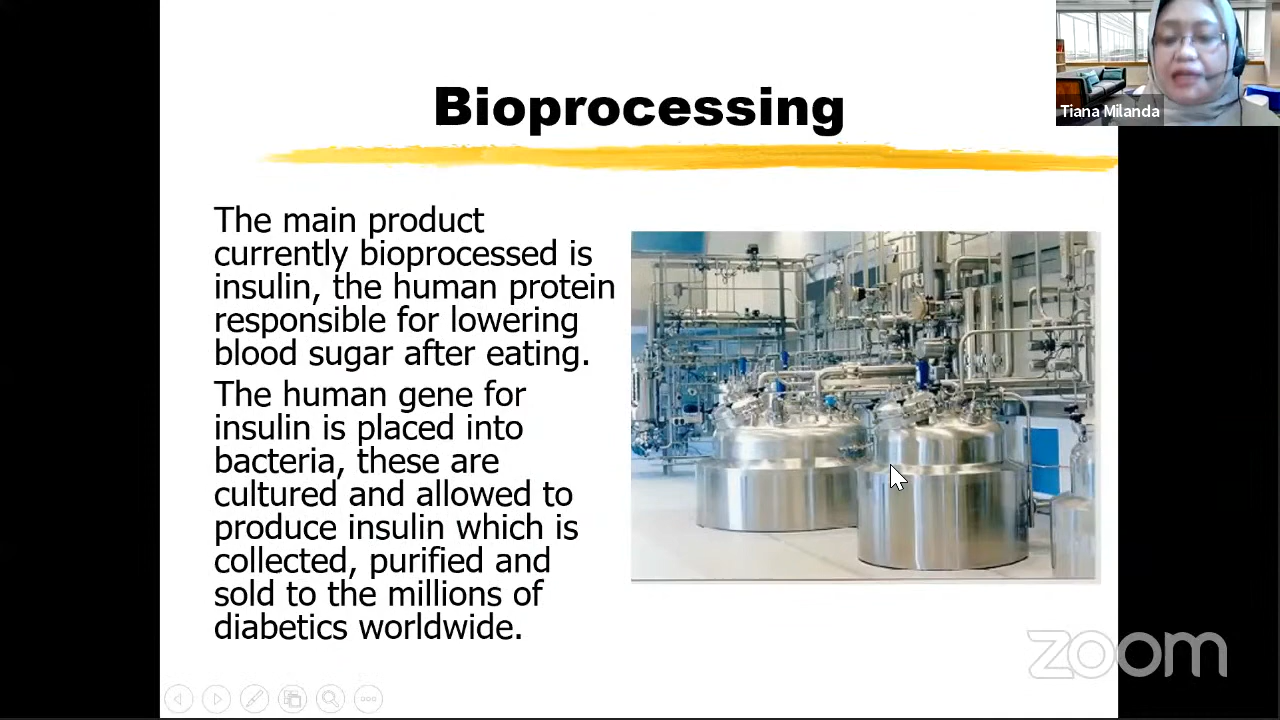 Bioprocessing
Tiana Milanda
The main product
currently bioprocessed is
insulin, the human protein
responsible for lowering
blood sugar after eating.
The human gene for
insulin is placed into
bacteria, these are
cultured and allowed to
produce insulin which is
collected, purified and
sold to the millions of
diabetics worldwide.
zoom